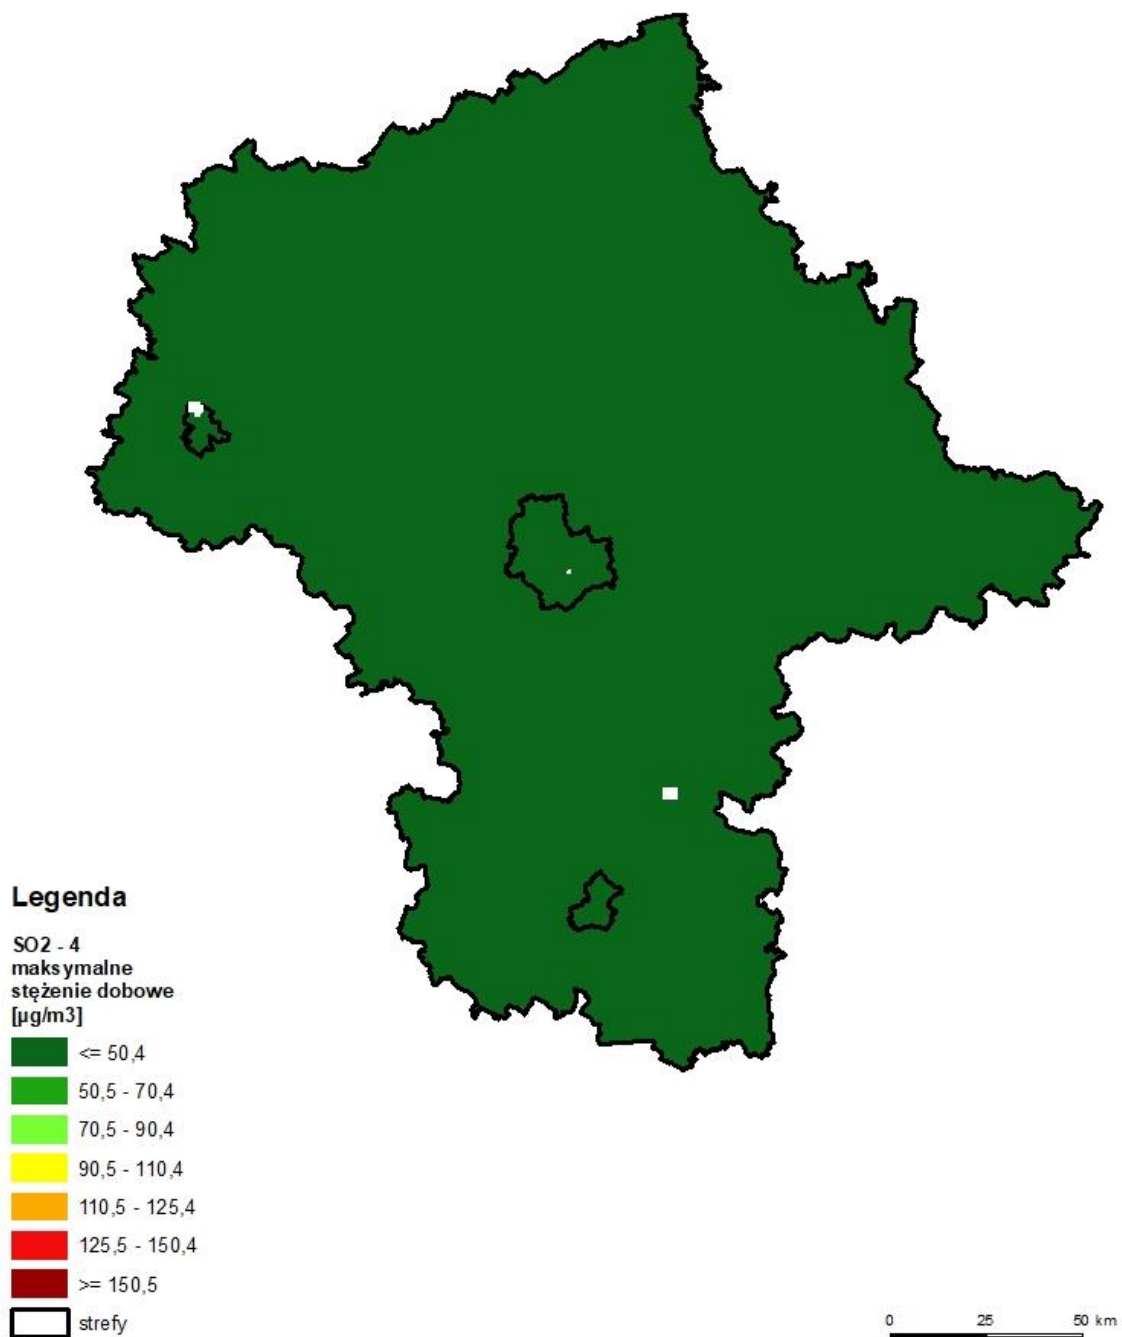 Legenda
SO2 - 4
maksymalne
stężenie dobowe
[µg/m3]
<= 50,4
50,5 - 70,4
70,5 - 90,4
90,5 - 110,4
110,5 - 125,4
125,5 - 150,4
>= 150,5
strefy
0 25 50 km